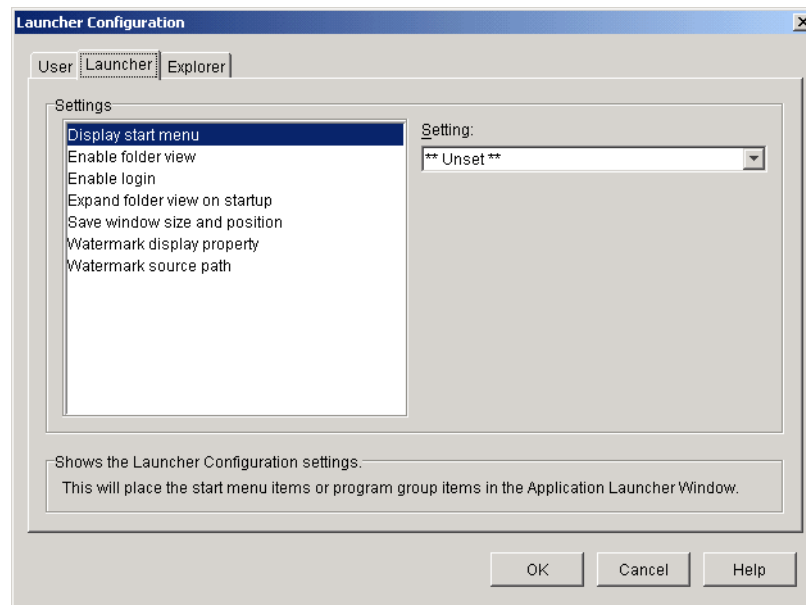 Launcher Configuration
User Launcher Explorer
Settings
Display start menu
Enable folder view
Enable login
Expand folder view on startup
Save window size and position
Watermark display property
Watermark source path
Setting:
** Unset **
Shows the Launcher Configuration settings.
This will place the start menu items or program group items in the Application Launcher Window.
OK Cancel Help